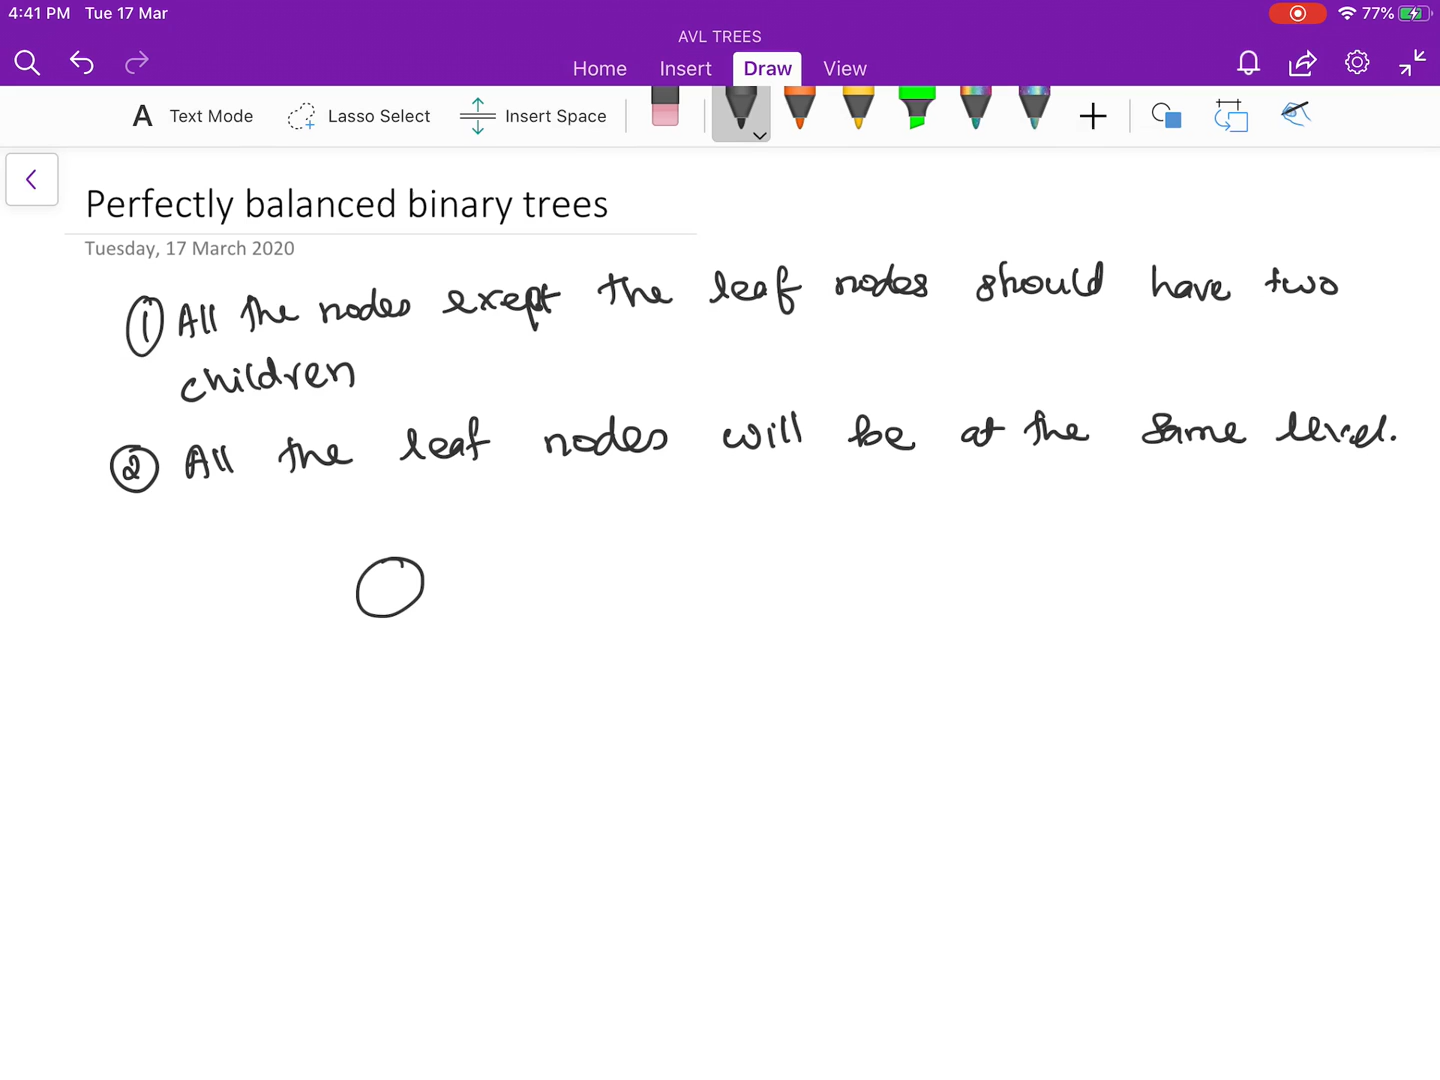 4:41 PM Tue 17 Mar 77%
AVL TREES
Home Insert Draw View
A Text Mode Lasso Select Insert Space
Perfectly balanced binary trees
Tuesday, 17 March 2020
① All the nodes exept the leaf nodes should have two
children
② All the leaf nodes will be at the same level.